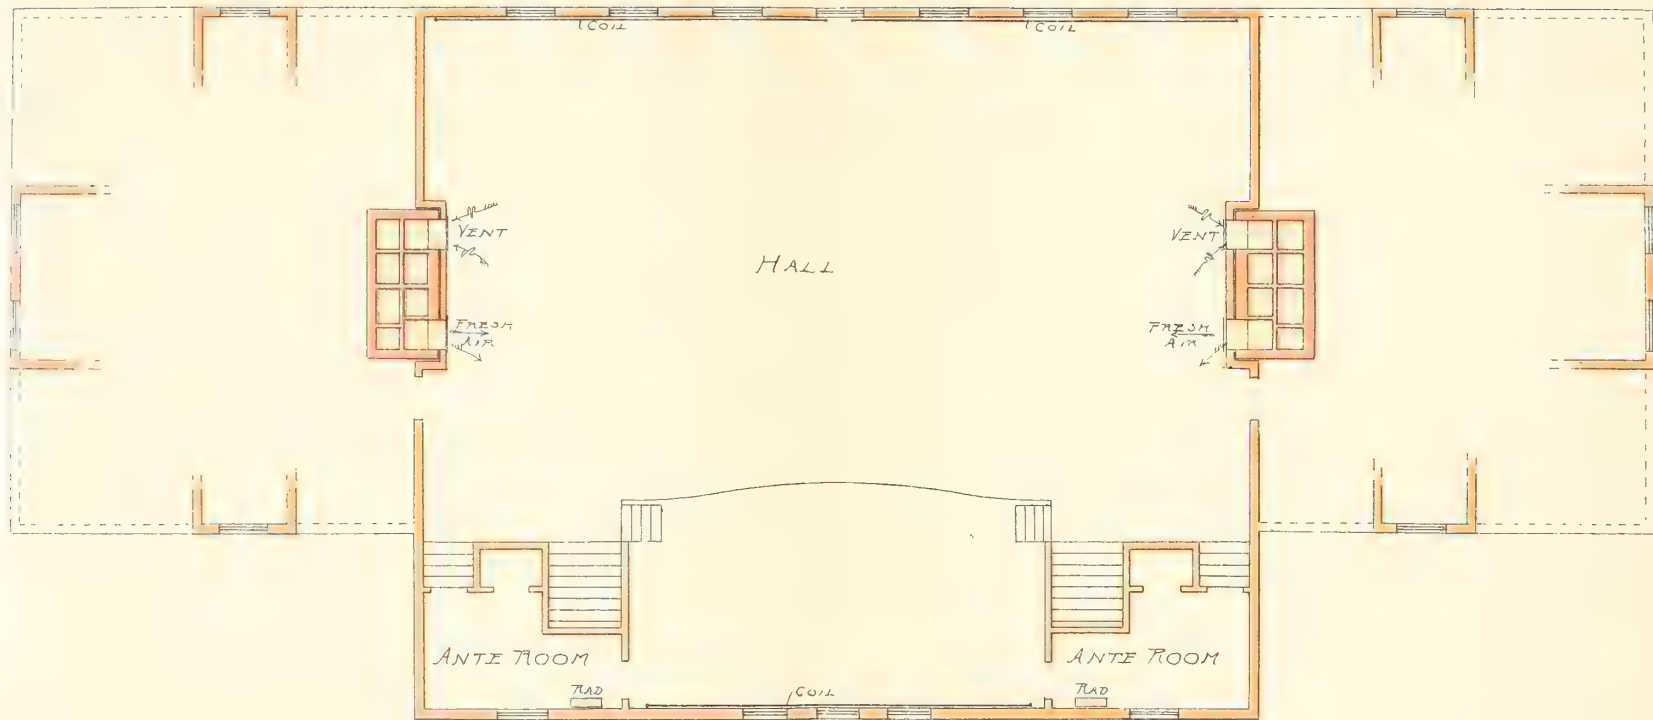 COIL
COIL
VENT
VENT
HALL
FRESH
AIR
FRESH
AIR
ANTE ROOM
ANTE ROOM
RAD
COIL
RAD